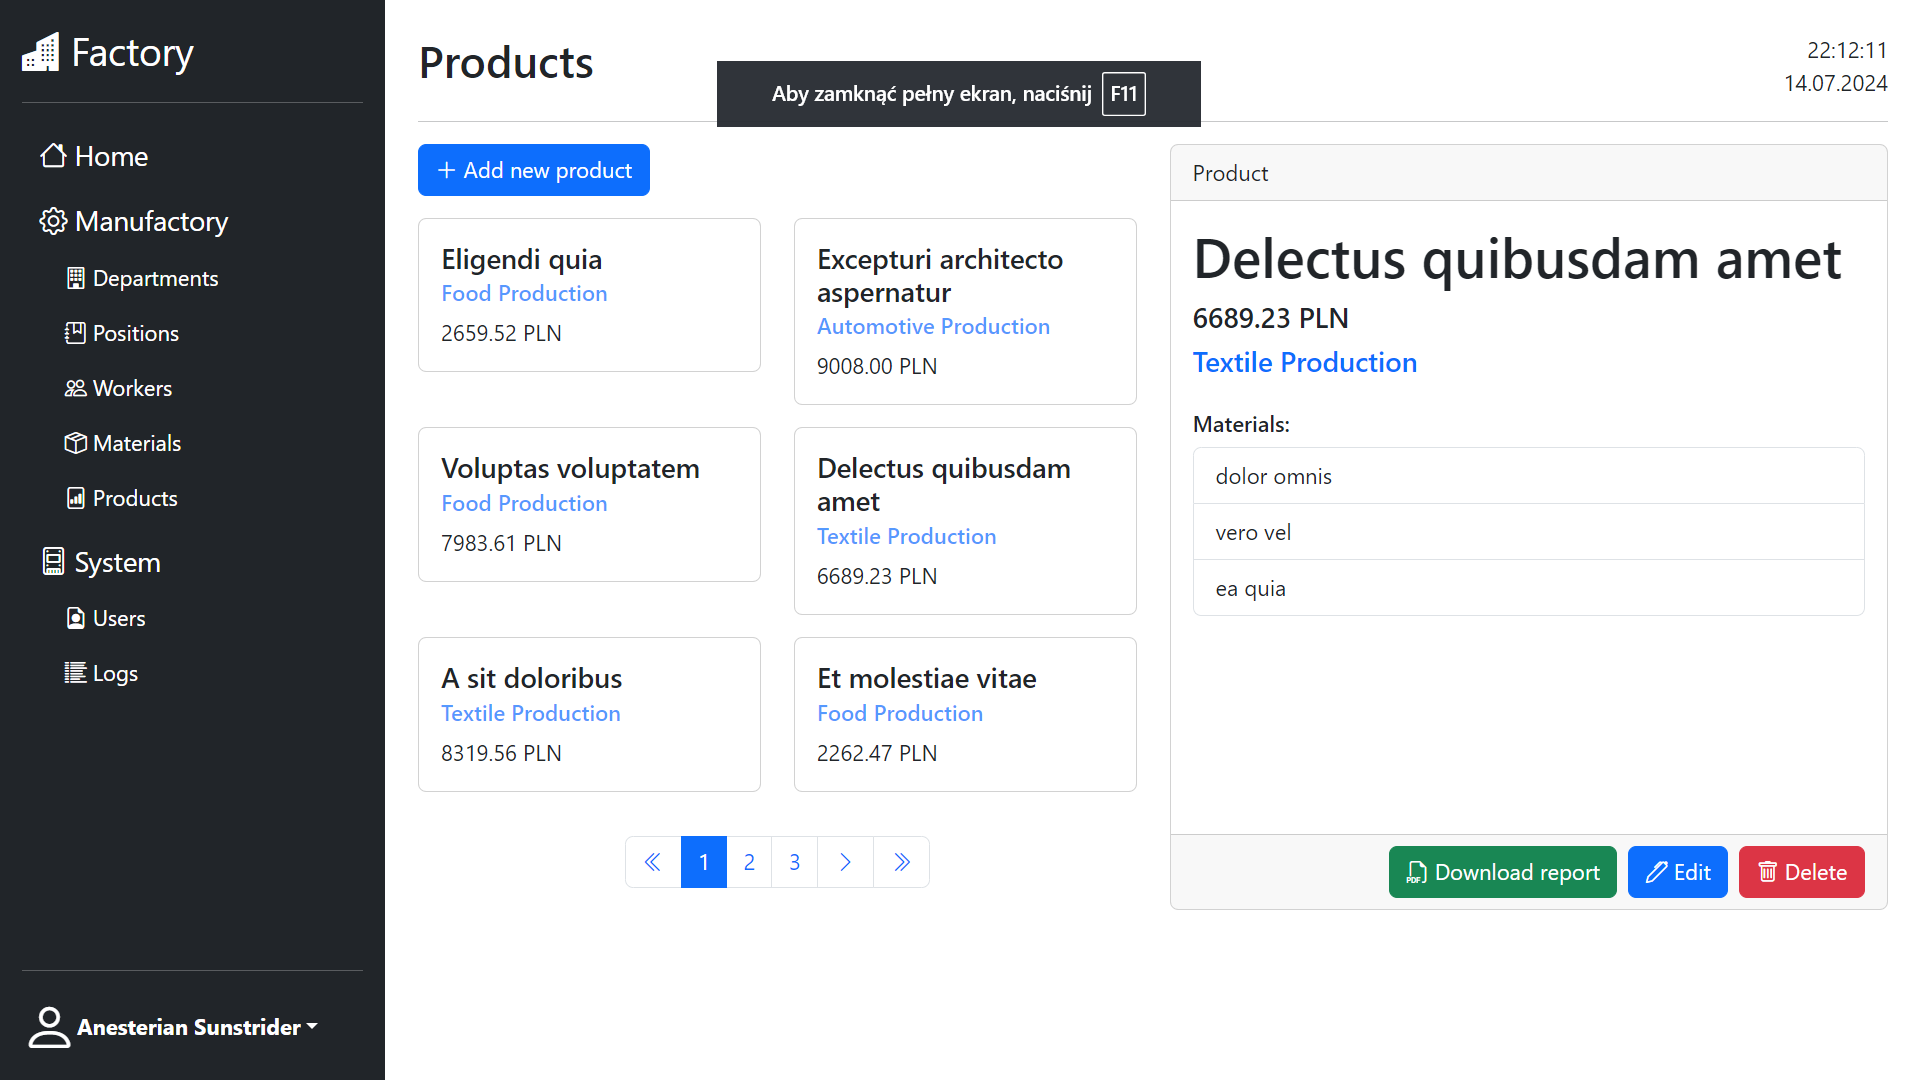 Factory
Home
Manufactory
Departments
Positions
Workers
Materials
Products
System
Users
Logs
Anesterian Sunstrider
Products
Aby zamknąć pełny ekran, naciśnij F11
22:12:11
14.07.2024
Add new product
Eligendi quia
Food Production
2659.52 PLN
Excepturi architecto
aspernatur
Automotive Production
9008.00 PLN
Voluptas voluptatem
Food Production
7983.61 PLN
Delectus quibusdam
amet
Textile Production
6689.23 PLN
A sit doloribus
Textile Production
8319.56 PLN
Et molestiae vitae
Food Production
2262.47 PLN
« 1 2 3 > »
Product
Delectus quibusdam amet
6689.23 PLN
Textile Production
Materials:
dolor omnis
vero vel
ea quia
PDF Download report Edit Delete